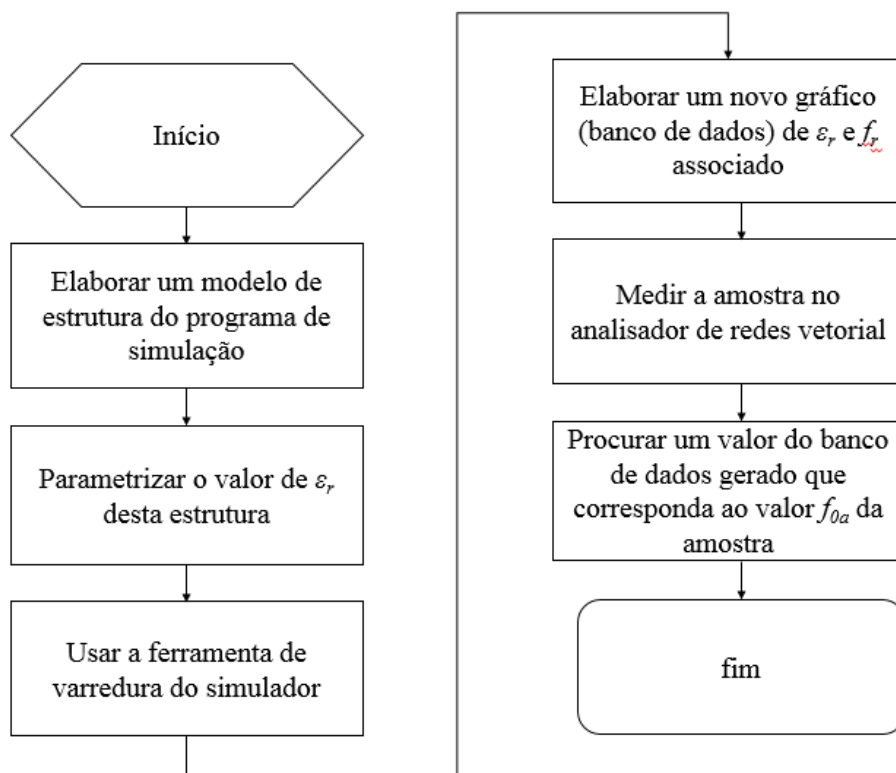 Início
Elaborar um modelo de
estrutura do programa de
simulação
Parametrizar o valor de εr
desta estrutura
Usar a ferramenta de
varredura do simulador
Elaborar um novo gráfico
(banco de dados) de εr e fr
associado
Medir a amostra no
analisador de redes vetorial
Procurar um valor do banco
de dados gerado que
corresponda ao valor f0a da
amostra
fim